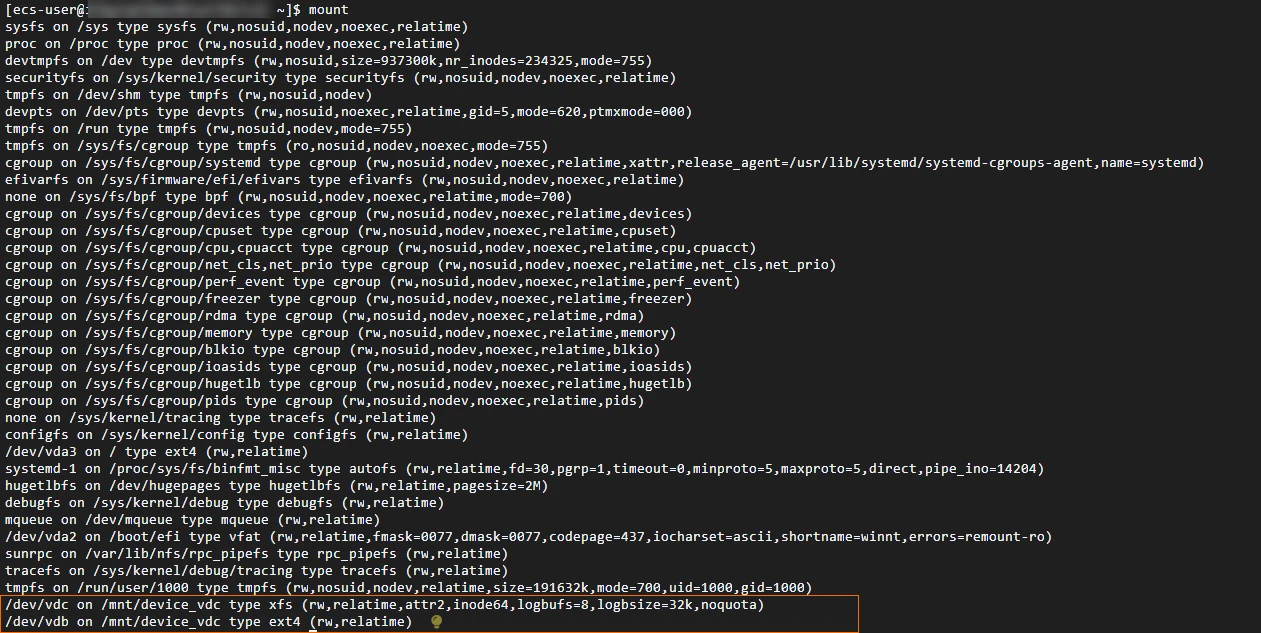 [ecs-user@i ~]$ mount
sysfs on /sys type sysfs (rw,nosuid,nodev,noexec,relatime)
proc on /proc type proc (rw,nosuid,nodev,noexec,relatime)
devtmpfs on /dev type devtmpfs (rw,nosuid,size=937300k,nr_inodes=234325,mode=755)
securityfs on /sys/kernel/security type securityfs (rw,nosuid,nodev,noexec,relatime)
tmpfs on /dev/shm type tmpfs (rw,nosuid,nodev)
devpts on /dev/pts type devpts (rw,nosuid,noexec,relatime,gid=5,mode=620,ptmxmode=000)
tmpfs on /run type tmpfs (rw,nosuid,nodev,mode=755)
tmpfs on /sys/fs/cgroup type tmpfs (ro,nosuid,nodev,noexec,mode=755)
cgroup on /sys/fs/cgroup/systemd type cgroup (rw,nosuid,nodev,noexec,relatime,xattr,release_agent=/usr/lib/systemd/systemd-cgroups-agent,name=systemd)
efivarfs on /sys/firmware/efi/efivars type efivarfs (rw,nosuid,nodev,noexec,relatime)
none on /sys/fs/bpf type bpf (rw,nosuid,nodev,noexec,relatime,mode=700)
cgroup on /sys/fs/cgroup/devices type cgroup (rw,nosuid,nodev,noexec,relatime,devices)
cgroup on /sys/fs/cgroup/cpuset type cgroup (rw,nosuid,nodev,noexec,relatime,cpuset)
cgroup on /sys/fs/cgroup/cpu,cpuacct type cgroup (rw,nosuid,nodev,noexec,relatime,cpu,cpuacct)
cgroup on /sys/fs/cgroup/net_cls,net_prio type cgroup (rw,nosuid,nodev,noexec,relatime,net_cls,net_prio)
cgroup on /sys/fs/cgroup/perf_event type cgroup (rw,nosuid,nodev,noexec,relatime,perf_event)
cgroup on /sys/fs/cgroup/freezer type cgroup (rw,nosuid,nodev,noexec,relatime,freezer)
cgroup on /sys/fs/cgroup/rdma type cgroup (rw,nosuid,nodev,noexec,relatime,rdma)
cgroup on /sys/fs/cgroup/memory type cgroup (rw,nosuid,nodev,noexec,relatime,memory)
cgroup on /sys/fs/cgroup/blkio type cgroup (rw,nosuid,nodev,noexec,relatime,blkio)
cgroup on /sys/fs/cgroup/ioasids type cgroup (rw,nosuid,nodev,noexec,relatime,ioasids)
cgroup on /sys/fs/cgroup/hugetlb type cgroup (rw,nosuid,nodev,noexec,relatime,hugetlb)
cgroup on /sys/fs/cgroup/pids type cgroup (rw,nosuid,nodev,noexec,relatime,pids)
none on /sys/kernel/tracing type tracefs (rw,relatime)
configfs on /sys/kernel/config type configfs (rw,relatime)
/dev/vda3 on / type ext4 (rw,relatime)
systemd-1 on /proc/sys/fs/binfmt_misc type autofs (rw,relatime,fd=30,pgrp=1,timeout=0,minproto=5,maxproto=5,direct,pipe_ino=14204)
hugetlbfs on /dev/hugepages type hugetlbfs (rw,relatime,pagesize=2M)
debugfs on /sys/kernel/debug type debugfs (rw,relatime)
mqueue on /dev/mqueue type mqueue (rw,relatime)
/dev/vda2 on /boot/efi type vfat (rw,relatime,fmask=0077,dmask=0077,codepage=437,iocharset=ascii,shortname=winnt,errors=remount-ro)
sunrpc on /var/lib/nfs/rpc_pipefs type rpc_pipefs (rw,relatime)
tracefs on /sys/kernel/debug/tracing type tracefs (rw,relatime)
tmpfs on /run/user/1000 type tmpfs (rw,nosuid,nodev,relatime,size=191632k,mode=700,uid=1000,gid=1000)
/dev/vdc on /mnt/device_vdc type xfs (rw,relatime,attr2,inode64,logbufs=8,logbsize=32k,noquota)
/dev/vdb on /mnt/device_vdc type ext4 (rw,relatime)